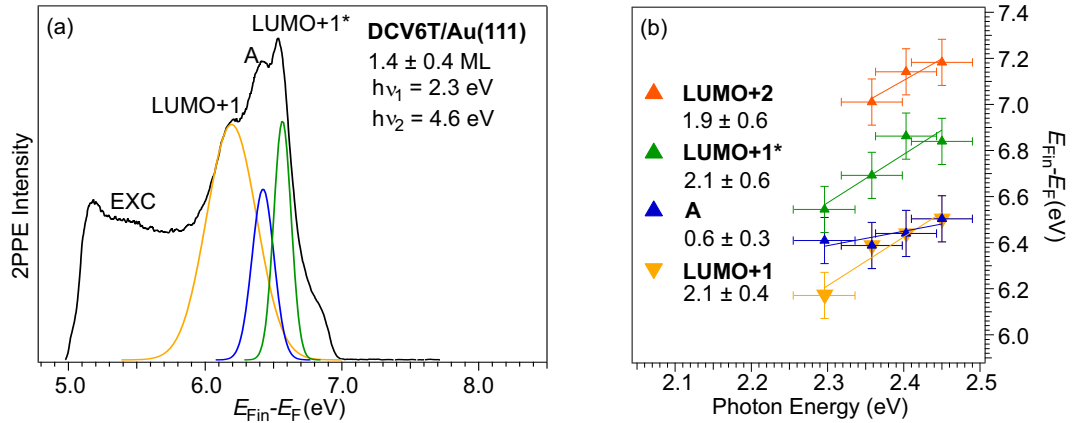 (a)
LUMO+1*
DCV6T/Au(111)
A
1.4 ± 0.4 ML
hν₁ = 2.3 eV
LUMO+1
hν₂ = 4.6 eV
EXC
2PPE Intensity
5.0 6.0 7.0 8.0
E_Fin-E_F (eV)
(b)
LUMO+2
1.9 ± 0.6
LUMO+1*
2.1 ± 0.6
A
0.6 ± 0.3
LUMO+1
2.1 ± 0.4
7.4
7.2
7.0
6.8
6.6
6.4
6.2
6.0
E_Fin-E_F (eV)
2.1 2.2 2.3 2.4 2.5
Photon Energy (eV)